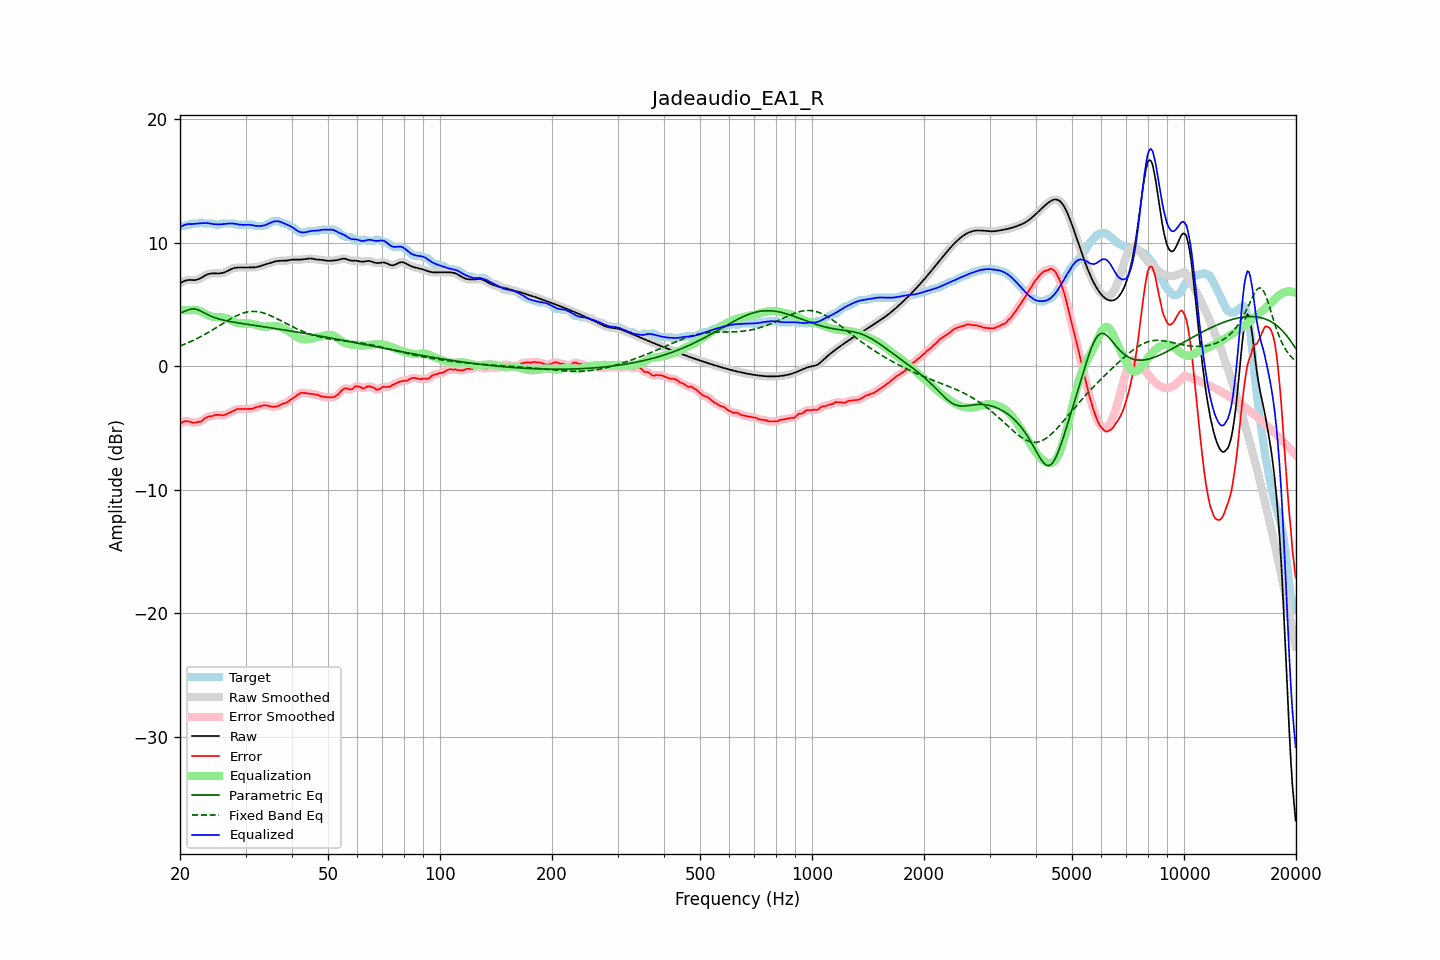 Jadeaudio_EA1_R
20
10
0
−10
−20
−30
Amplitude (dBr)
Target
Raw Smoothed
Error Smoothed
Raw
Error
Equalization
Parametric Eq
Fixed Band Eq
Equalized
20 50 100 200 500 1000 2000 5000 10000 20000
Frequency (Hz)